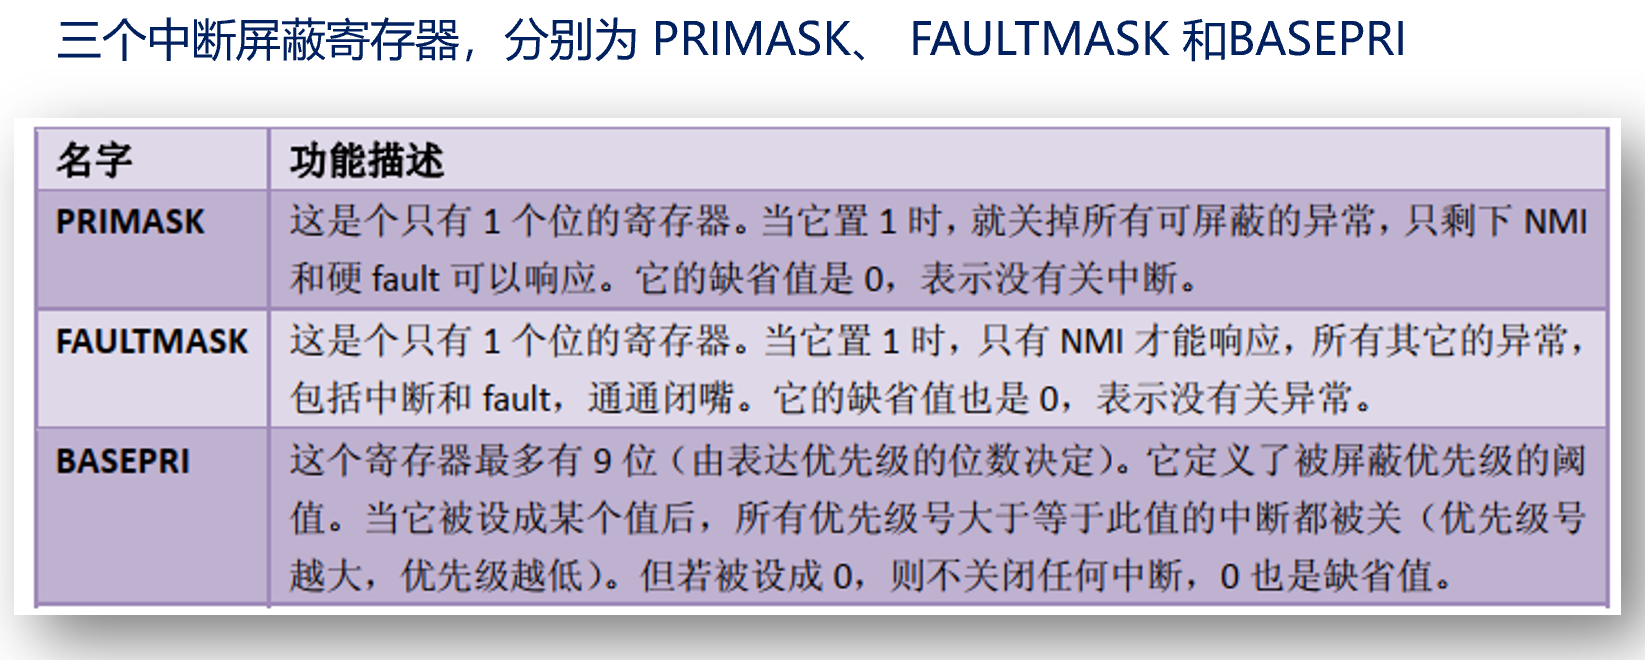 三个中断屏蔽寄存器，分别为 PRIMASK、 FAULTMASK 和BASEPRI
名字 功能描述
PRIMASK 这是个只有 1 个位的寄存器。当它置 1 时，就关掉所有可屏蔽的异常，只剩下 NMI
和硬 fault 可以响应。它的缺省值是 0，表示没有关中断。
FAULTMASK 这是个只有 1 个位的寄存器。当它置 1 时，只有 NMI 才能响应，所有其它的异常，
包括中断和 fault，通通闭嘴。它的缺省值也是 0，表示没有关异常。
BASEPRI 这个寄存器最多有 9 位（由表达优先级的位数决定）。它定义了被屏蔽优先级的阈
值。当它被设成某个值后，所有优先级号大于等于此值的中断都被关（优先级号
越大，优先级越低）。但若被设成 0，则不关闭任何中断，0 也是缺省值。